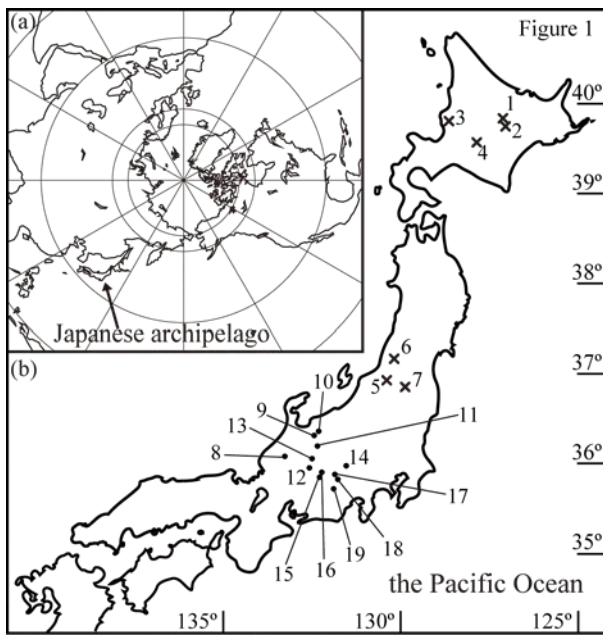 (a)
Figure 1
Japanese archipelago
(b)
40º
39º
38º
37º
36º
35º
1
2
3
4
5
6
7
8
9
10
11
12
13
14
15
16
17
18
19
the Pacific Ocean
135º
130º
125º